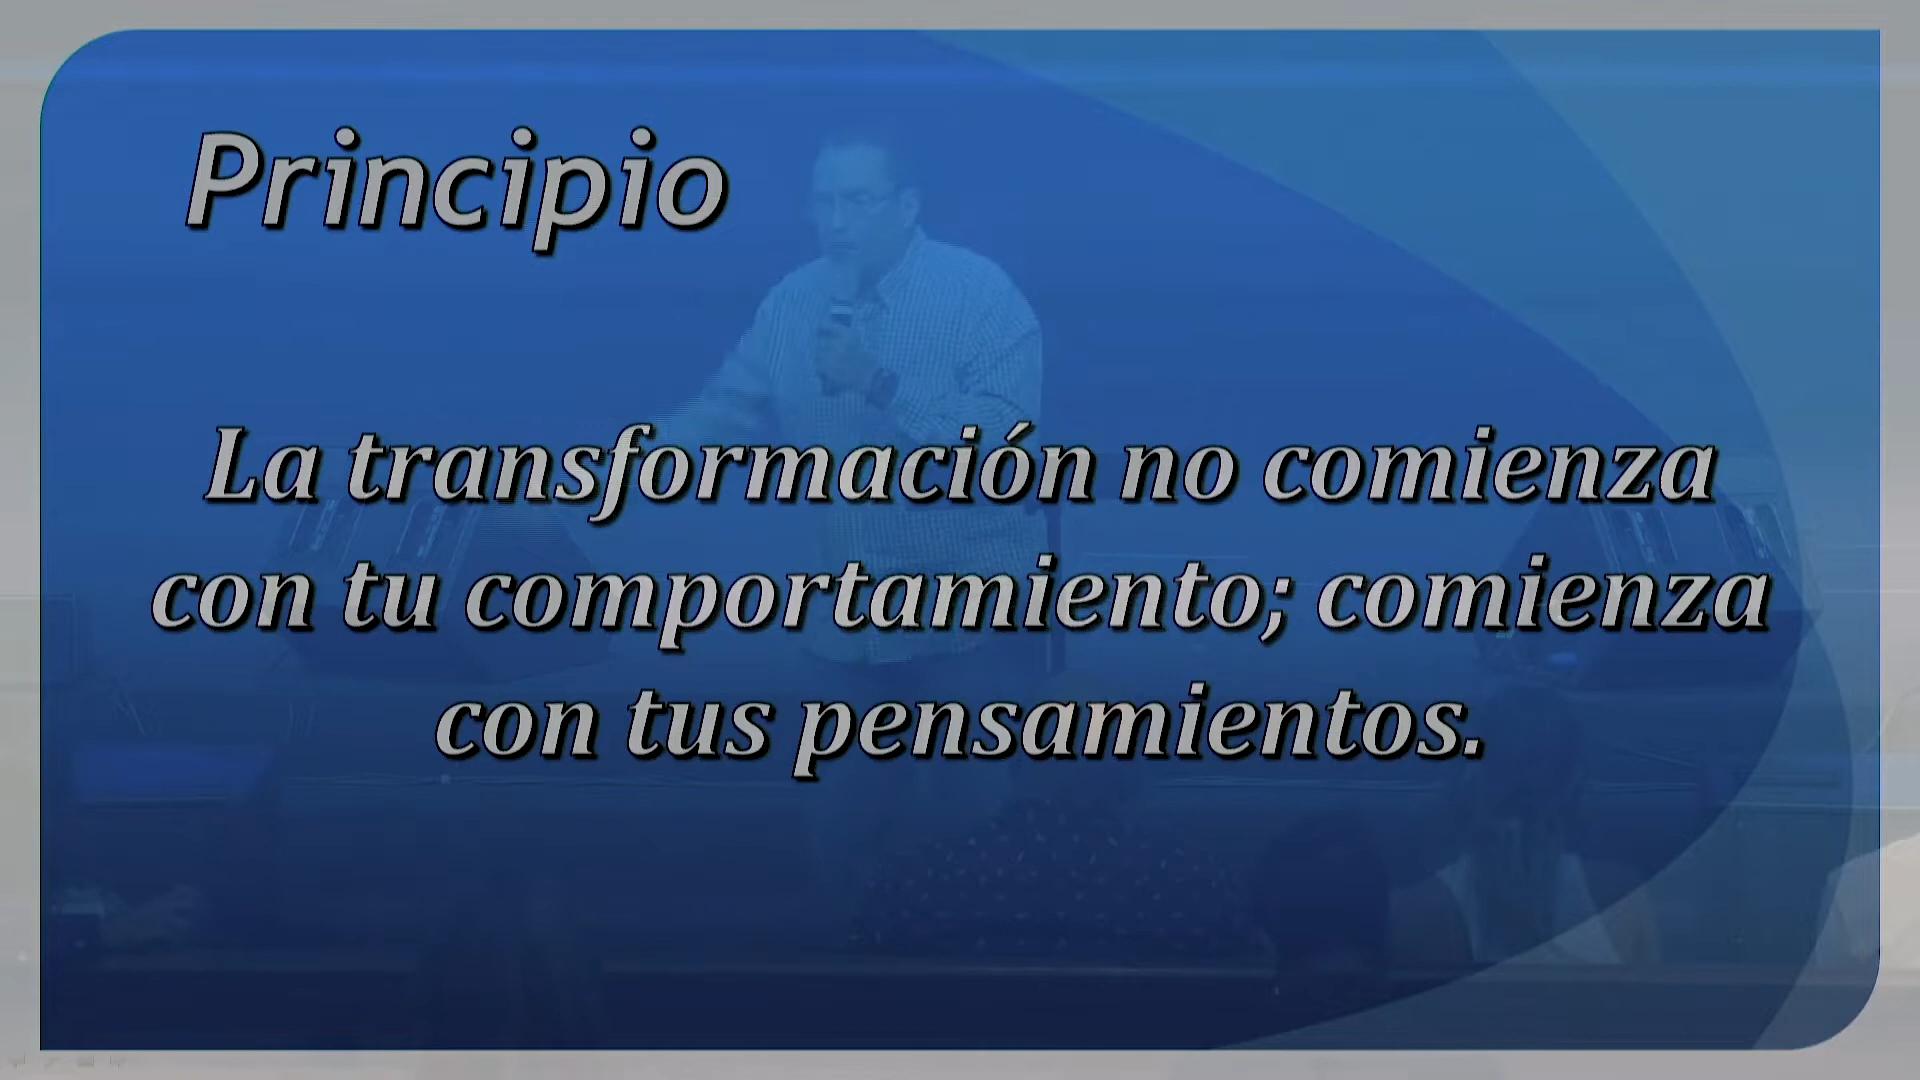 Principio
La transformación no comienza
con tu comportamiento; comienza
con tus pensamientos.